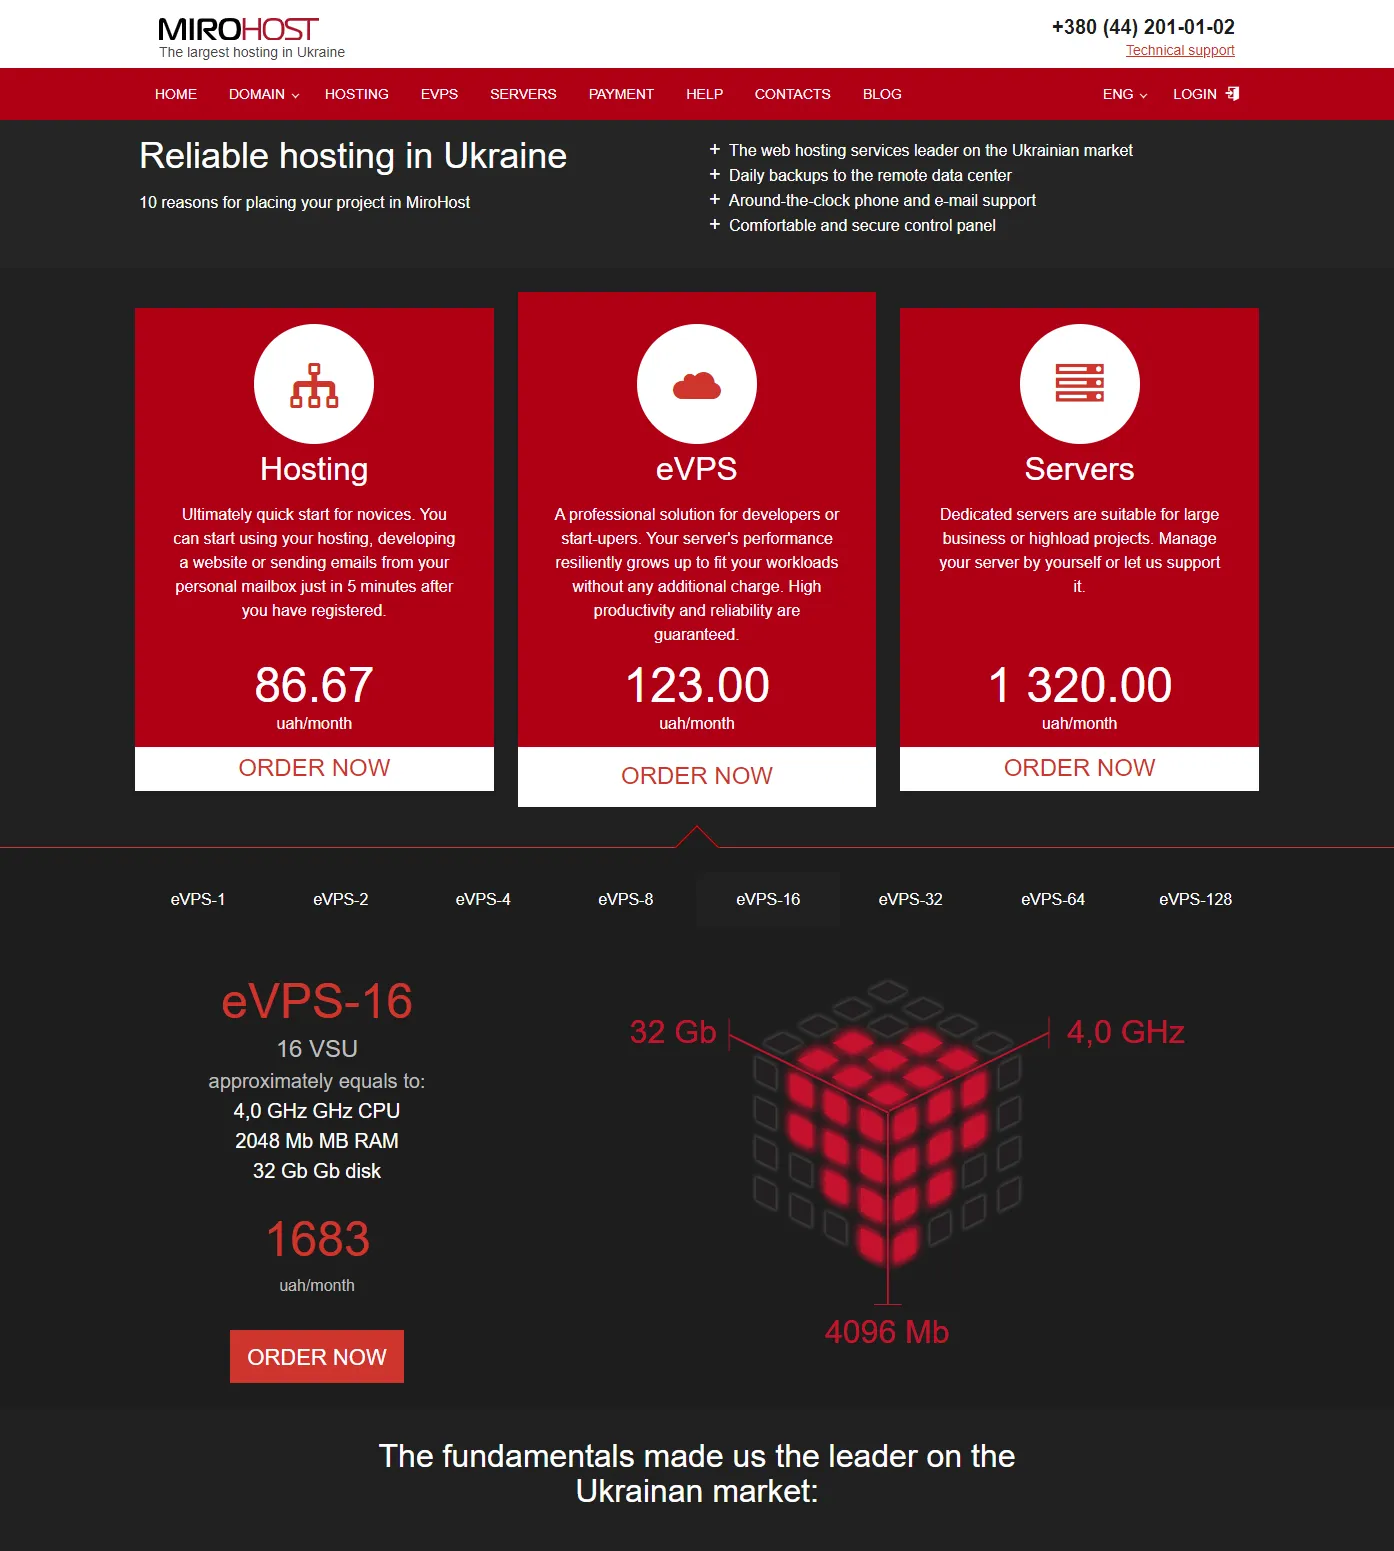 MIROHOST
The largest hosting in Ukraine
+380 (44) 201-01-02
Technical support
HOME DOMAIN HOSTING EVPS SERVERS PAYMENT HELP CONTACTS BLOG ENG LOGIN
Reliable hosting in Ukraine
10 reasons for placing your project in MiroHost
+ The web hosting services leader on the Ukrainian market
+ Daily backups to the remote data center
+ Around-the-clock phone and e-mail support
+ Comfortable and secure control panel
Hosting
Ultimately quick start for novices. You
can start using your hosting, developing
a website or sending emails from your
personal mailbox just in 5 minutes after
you have registered.
86.67
uah/month
ORDER NOW
eVPS
A professional solution for developers or
start-upers. Your server's performance
resiliently grows up to fit your workloads
without any additional charge. High
productivity and reliability are
guaranteed.
123.00
uah/month
ORDER NOW
Servers
Dedicated servers are suitable for large
business or highload projects. Manage
your server by yourself or let us support
it.
1 320.00
uah/month
ORDER NOW
eVPS-1 eVPS-2 eVPS-4 eVPS-8 eVPS-16 eVPS-32 eVPS-64 eVPS-128
eVPS-16
16 VSU
approximately equals to:
4,0 GHz GHz CPU
2048 Mb MB RAM
32 Gb Gb disk
1683
uah/month
ORDER NOW
32 Gb
4,0 GHz
4096 Mb
The fundamentals made us the leader on the
Ukrainan market: